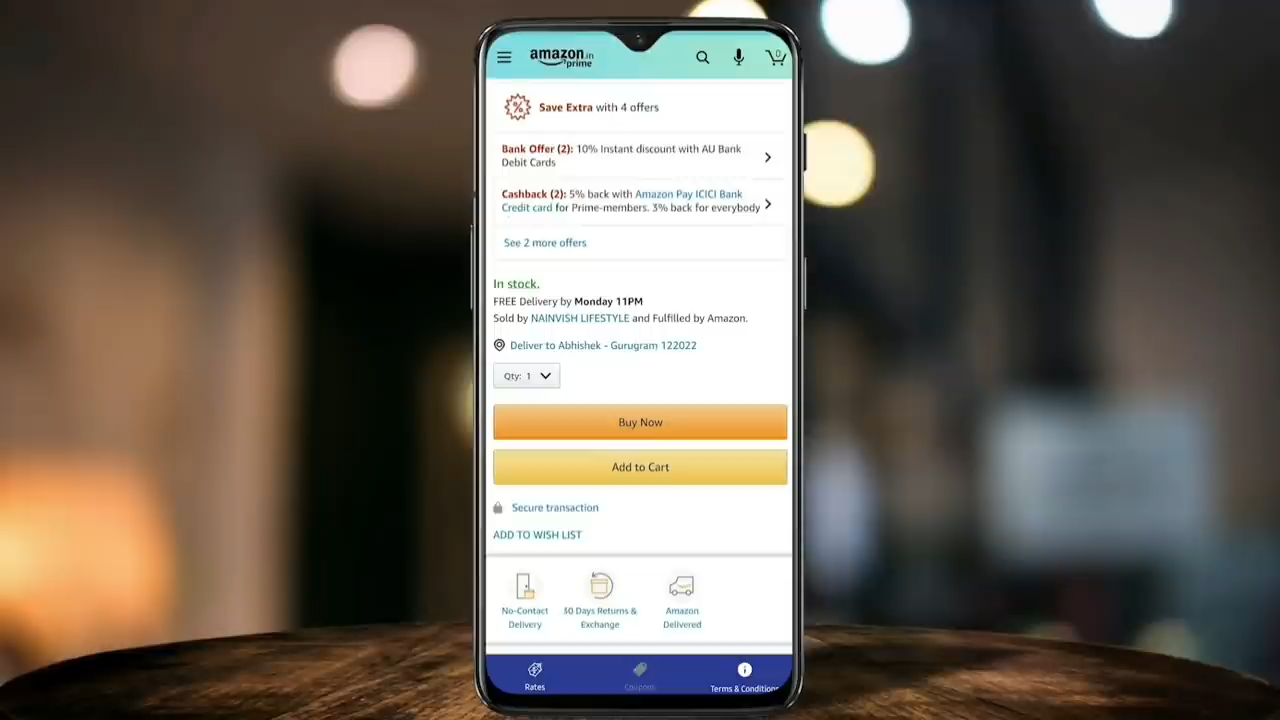 amazon.in
prime
0
Save Extra with 4 offers
Bank Offer (2): 10% Instant discount with AU Bank
Debit Cards
Cashback (2): 5% back with Amazon Pay ICICI Bank
Credit card for Prime-members. 3% back for everybody
See 2 more offers
In stock.
FREE Delivery by Monday 11PM
Sold by NAINVISH LIFESTYLE and Fulfilled by Amazon.
Deliver to Abhishek - Gurugram 122022
Qty: 1
Buy Now
Add to Cart
Secure transaction
ADD TO WISH LIST
No-Contact
Delivery
30 Days Returns &
Exchange
Amazon
Delivered
Rates
Coupons
Terms & Conditions